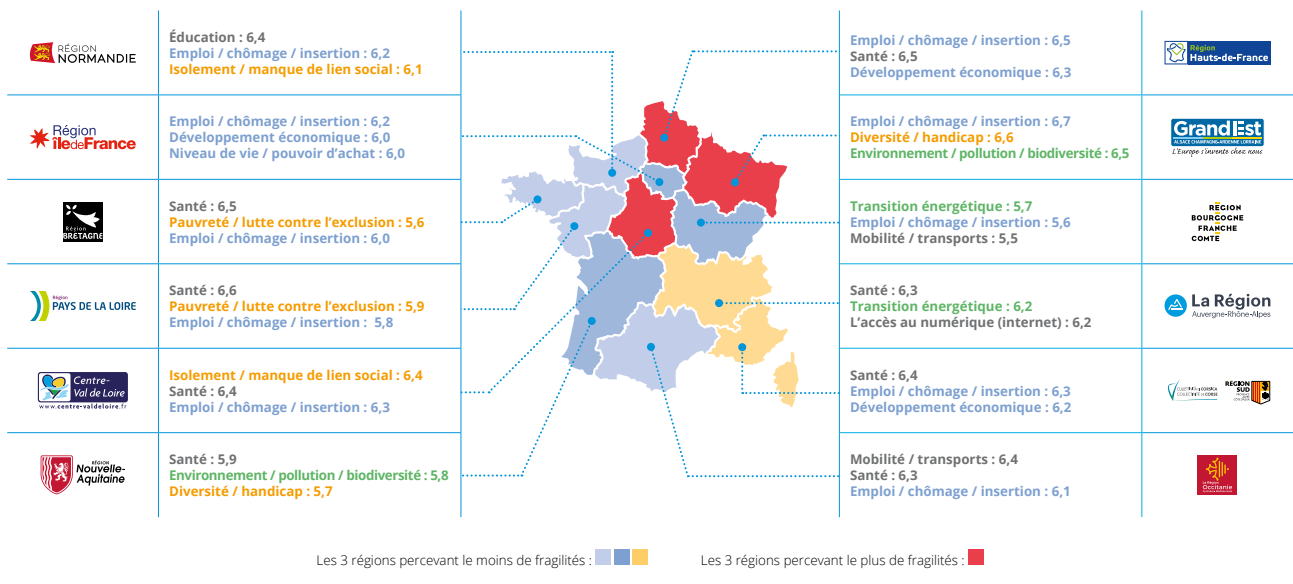 RÉGION
NORMANDIE
Éducation : 6,4
Emploi / chômage / insertion : 6,2
Isolement / manque de lien social : 6,1
Région
îledeFrance
Emploi / chômage / insertion : 6,2
Développement économique : 6,0
Niveau de vie / pouvoir d’achat : 6,0
Région
BRETAGNE
Santé : 6,5
Pauvreté / lutte contre l’exclusion : 5,6
Emploi / chômage / insertion : 6,0
Région
PAYS DE LA LOIRE
Santé : 6,6
Pauvreté / lutte contre l’exclusion : 5,9
Emploi / chômage / insertion : 5,8
Centre-
Val de Loire
www.centre-valdeloire.fr
Isolement / manque de lien social : 6,4
Santé : 6,4
Emploi / chômage / insertion : 6,3
RÉGION
Nouvelle-
Aquitaine
Santé : 5,9
Environnement / pollution / biodiversité : 5,8
Diversité / handicap : 5,7
Emploi / chômage / insertion : 6,5
Santé : 6,5
Développement économique : 6,3
Région
Hauts-de-France
Emploi / chômage / insertion : 6,7
Diversité / handicap : 6,6
Environnement / pollution / biodiversité : 6,5
GrandEst
ALSACE CHAMPAGNE-ARDENNE LORRAINE
L’Europe s’invente chez nous
Transition énergétique : 5,7
Emploi / chômage / insertion : 5,6
Mobilité / transports : 5,5
RÉGION
BOURGOGNE
FRANCHE
COMTÉ
Santé : 6,3
Transition énergétique : 6,2
L’accès au numérique (internet) : 6,2
La Région
Auvergne-Rhône-Alpes
Santé : 6,4
Emploi / chômage / insertion : 6,3
Développement économique : 6,2
COLLECTIVITÉ DE CORSE
RÉGION
SUD
Mobilité / transports : 6,4
Santé : 6,3
Emploi / chômage / insertion : 6,1
La Région
Occitanie
Les 3 régions percevant le moins de fragilités :
Les 3 régions percevant le plus de fragilités :